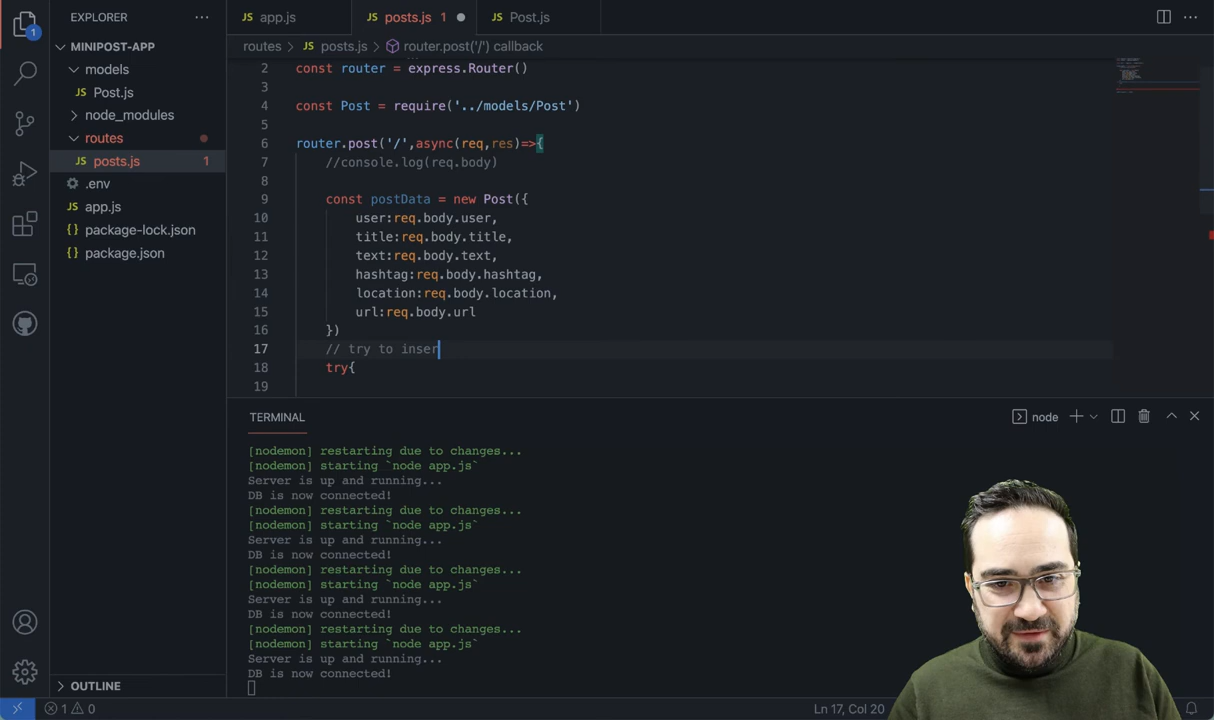 EXPLORER
MINIPOST-APP
models
JS Post.js
node_modules
routes
JS posts.js 1
.env
JS app.js
{} package-lock.json
{} package.json
OUTLINE
1
JS app.js
JS posts.js 1
JS Post.js
routes > JS posts.js > router.post('/') callback
2 const router = express.Router()
3
4 const Post = require('../models/Post')
5
6 router.post('/',async(req,res)=>{
7 //console.log(req.body)
8
9 const postData = new Post({
10 user:req.body.user,
11 title:req.body.title,
12 text:req.body.text,
13 hashtag:req.body.hashtag,
14 location:req.body.location,
15 url:req.body.url
16 })
17 // try to inser
18 try{
19
TERMINAL
node
[nodemon] restarting due to changes...
[nodemon] starting `node app.js`
Server is up and running...
DB is now connected!
[nodemon] restarting due to changes...
[nodemon] starting `node app.js`
Server is up and running...
DB is now connected!
[nodemon] restarting due to changes...
[nodemon] starting `node app.js`
Server is up and running...
DB is now connected!
[nodemon] restarting due to changes...
[nodemon] starting `node app.js`
Server is up and running...
DB is now connected!
1 0
Ln 17, Col 20